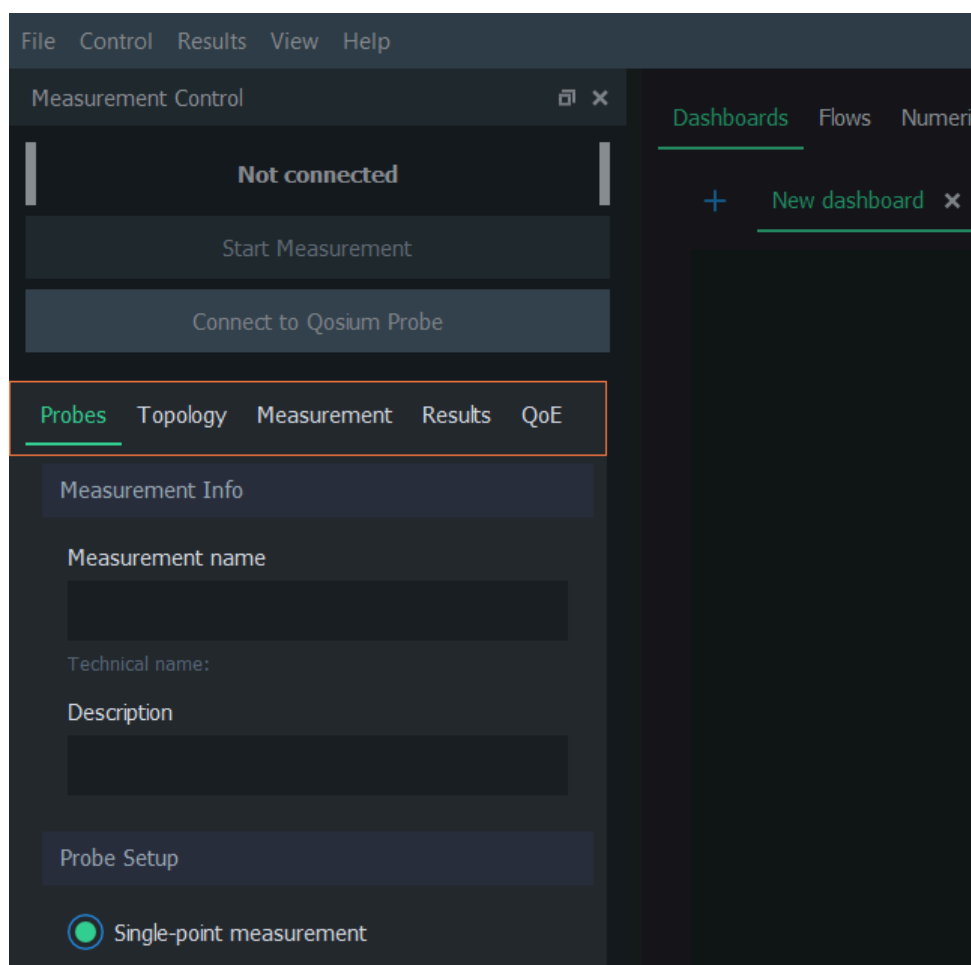 File Control Results View Help
Measurement Control
Not connected
Start Measurement
Connect to Qosium Probe
Probes Topology Measurement Results QoE
Measurement Info
Measurement name
Technical name:
Description
Probe Setup
Single-point measurement
Dashboards Flows Numeri
+ New dashboard